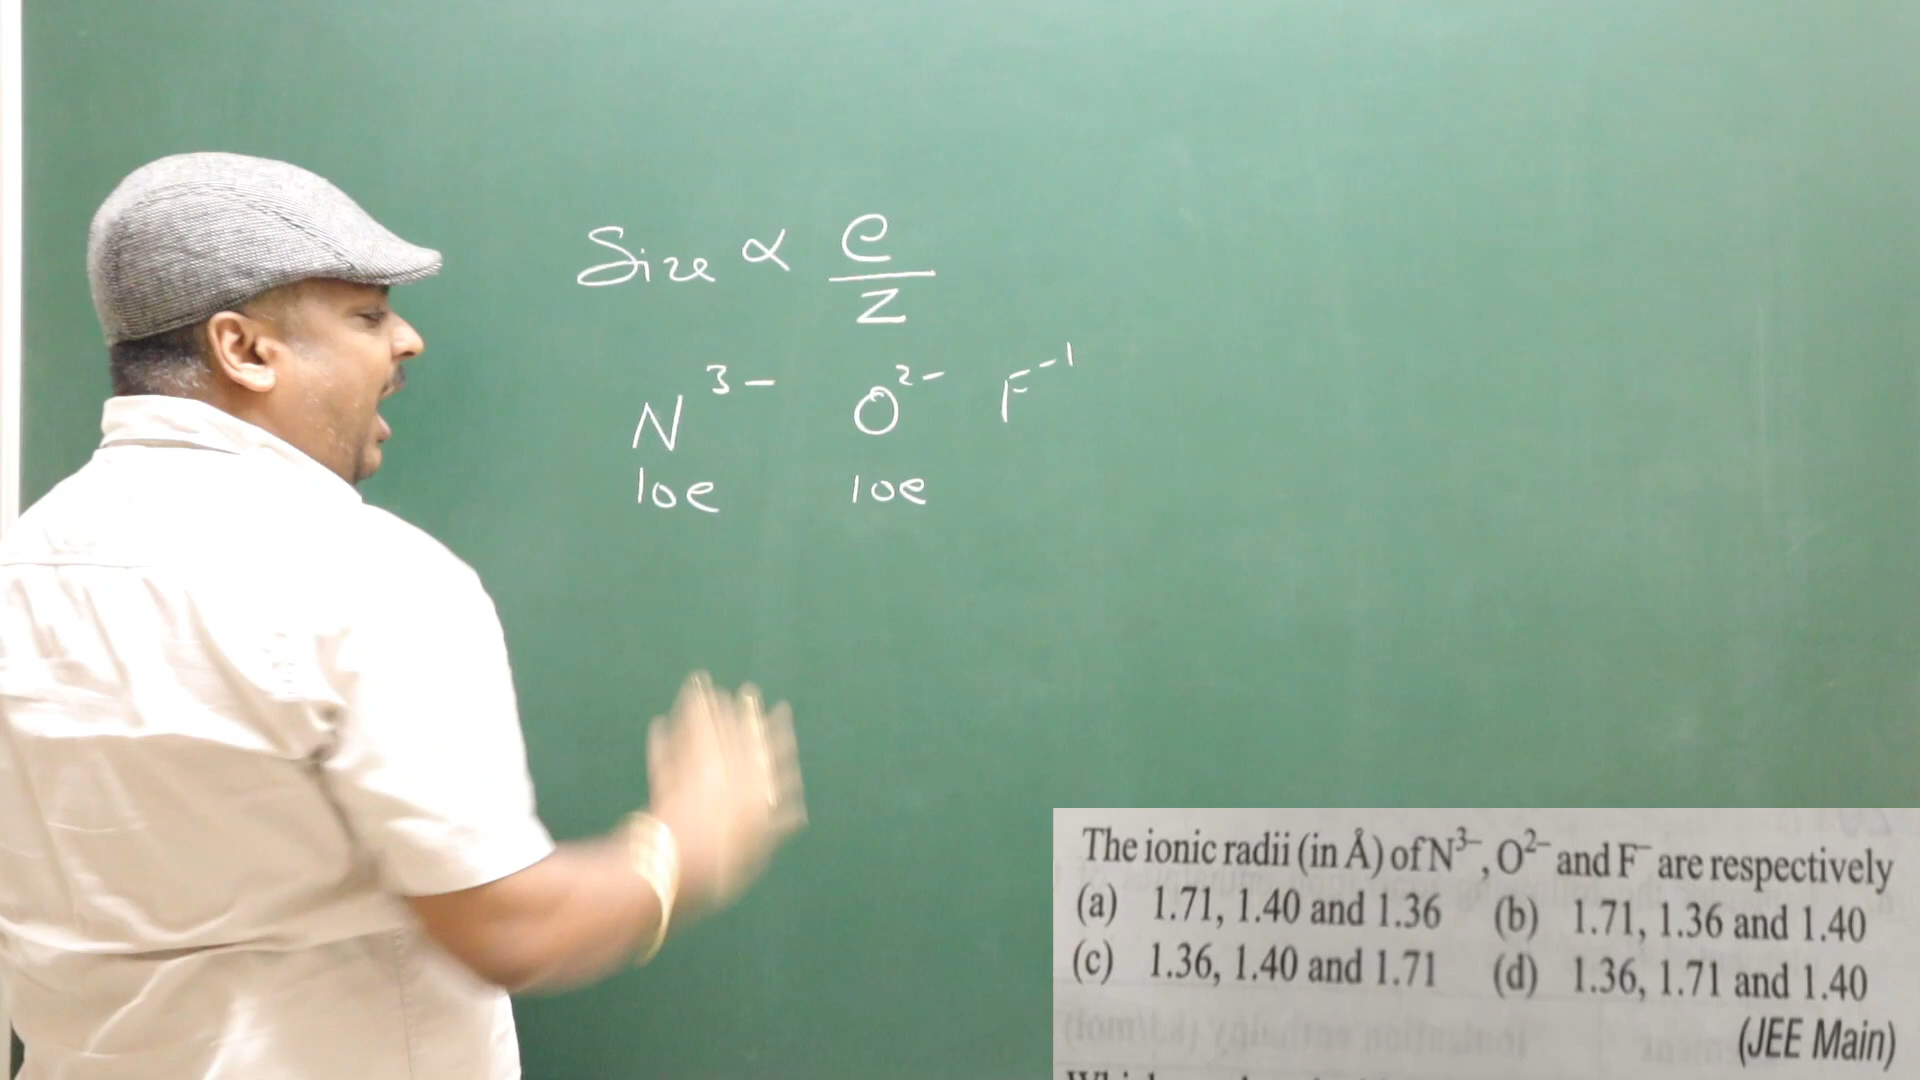 Size ∝ e/z
N³⁻ O²⁻ F⁻¹
10e 10e
The ionic radii (in Å) of N³⁻, O²⁻ and F⁻ are respectively
(a) 1.71, 1.40 and 1.36 (b) 1.71, 1.36 and 1.40
(c) 1.36, 1.40 and 1.71 (d) 1.36, 1.71 and 1.40
(JEE Main)